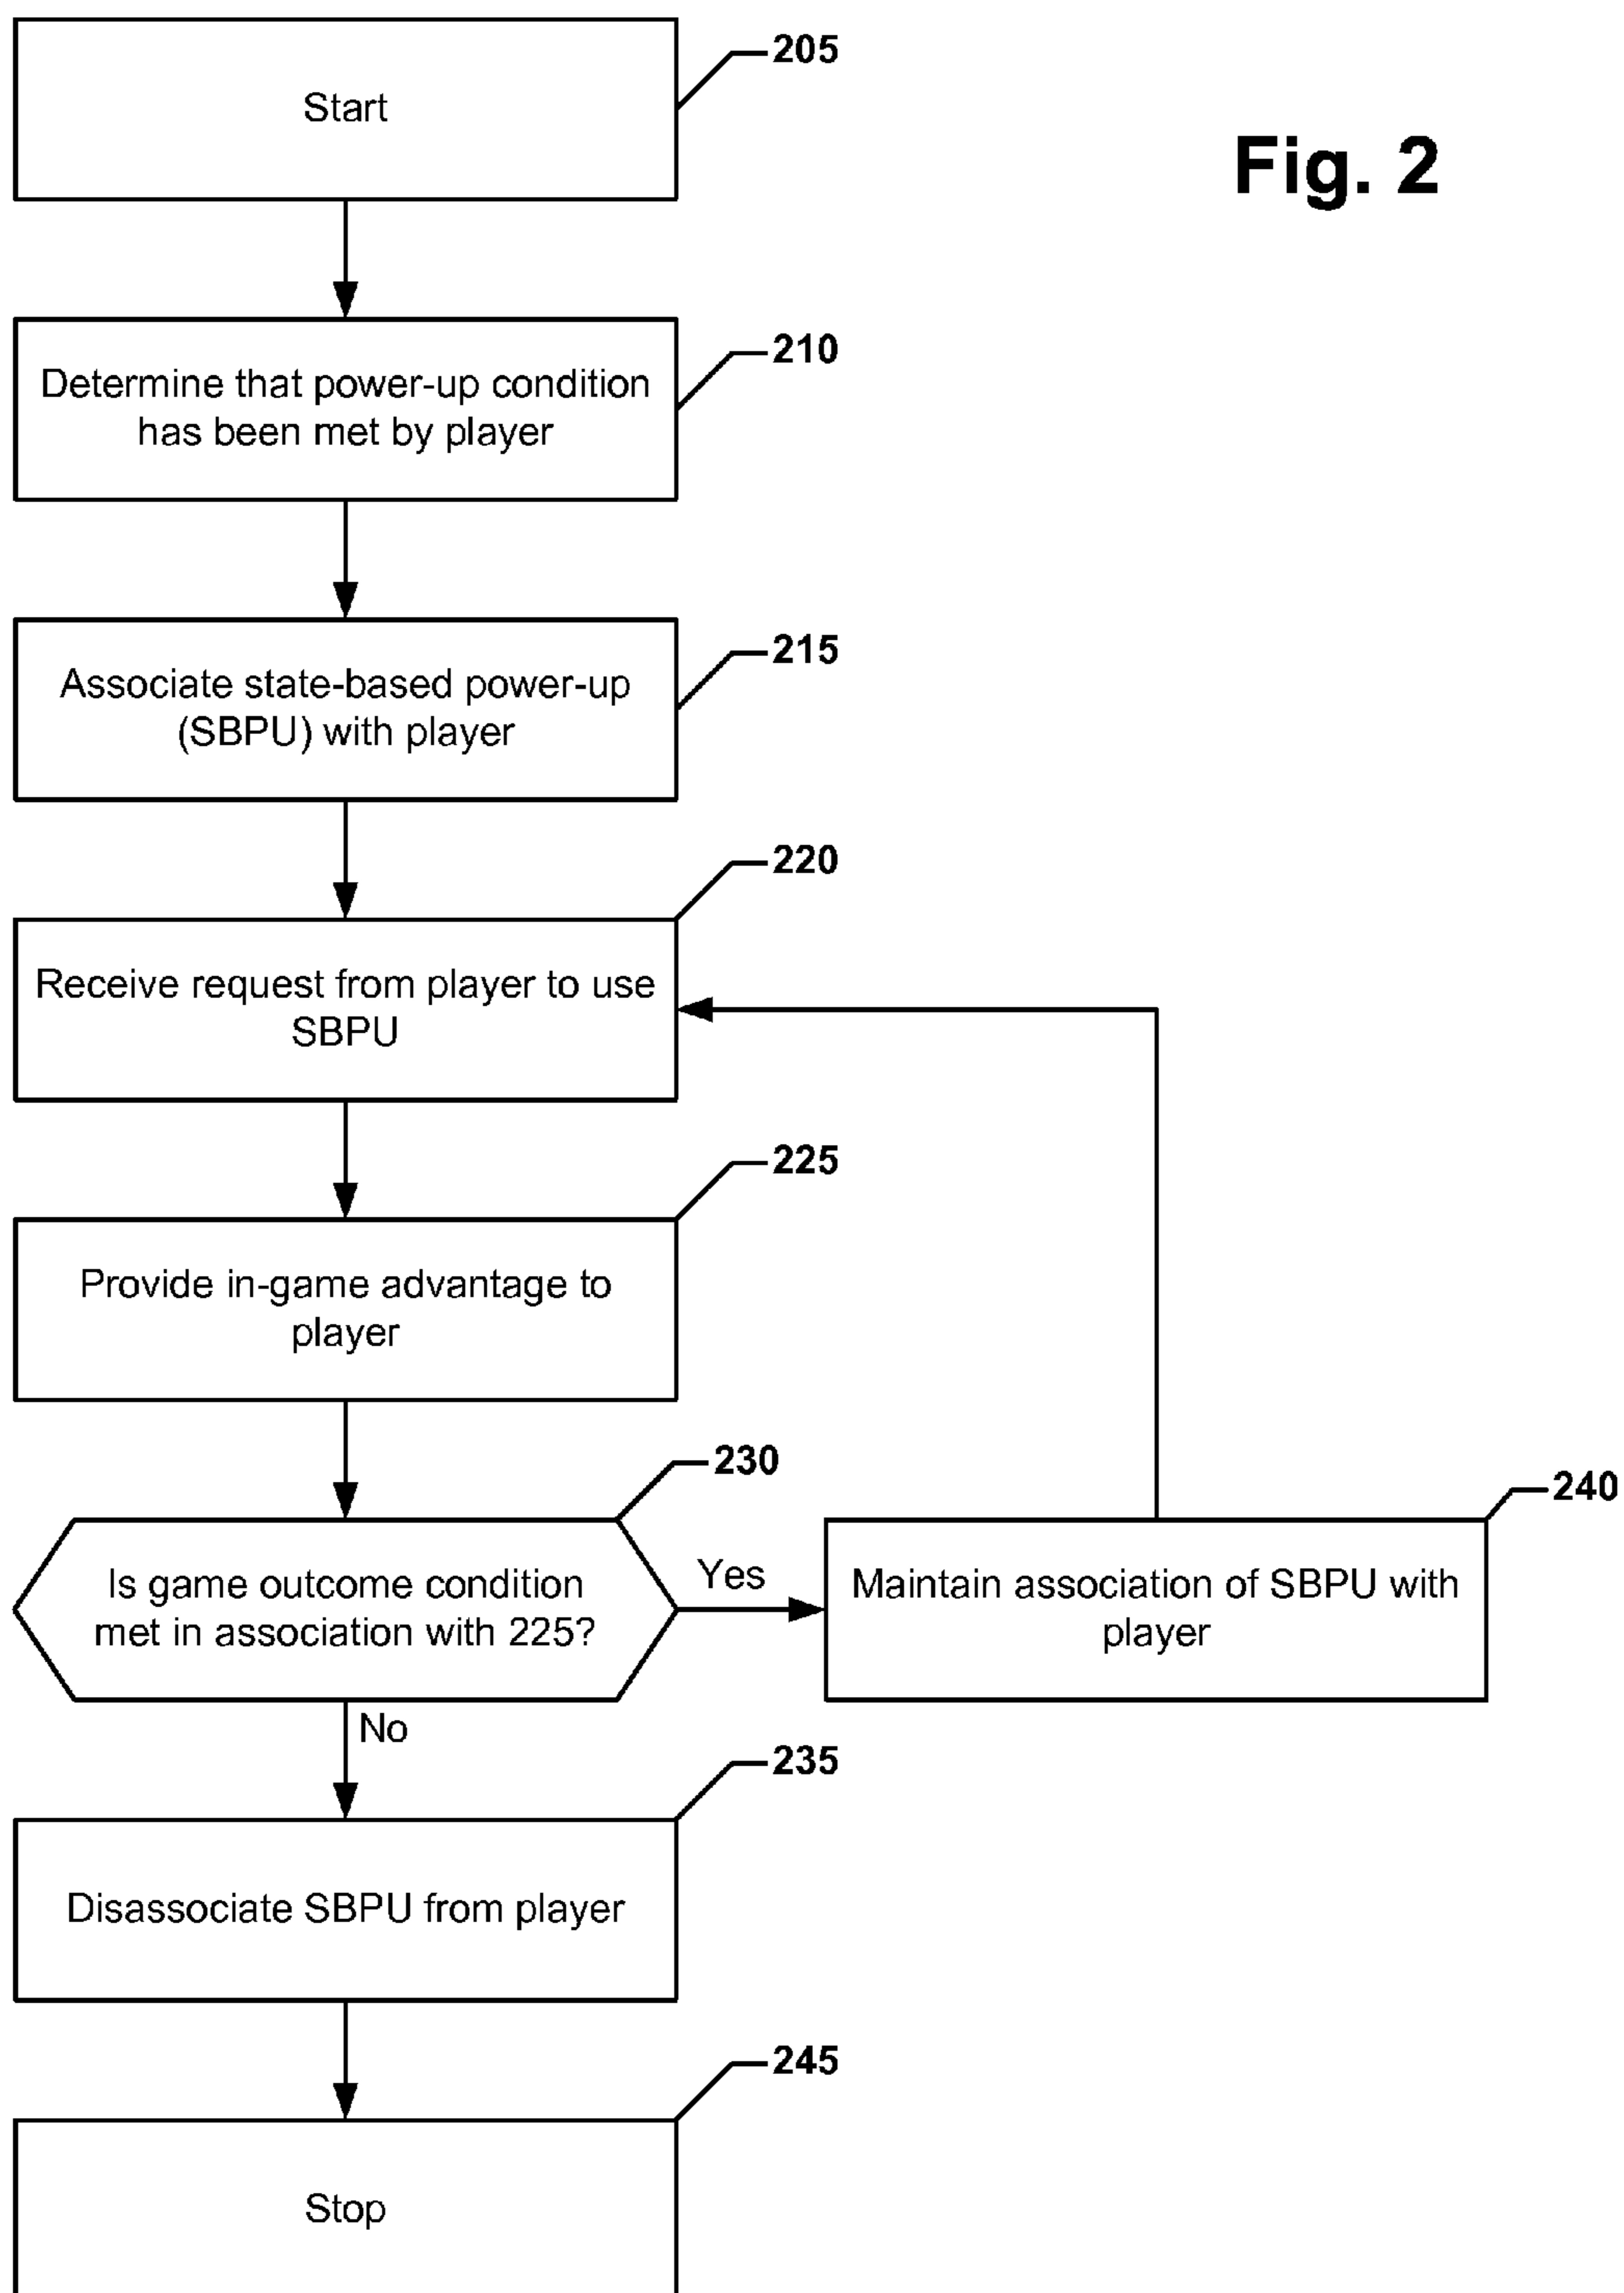 205
Start
Fig. 2
210
Determine that power-up condition
has been met by player
215
Associate state-based power-up
(SBPU) with player
220
Receive request from player to use
SBPU
225
Provide in-game advantage to
player
230
240
Is game outcome condition
met in association with 225?
Yes
Maintain association of SBPU with
player
No
235
Disassociate SBPU from player
245
Stop